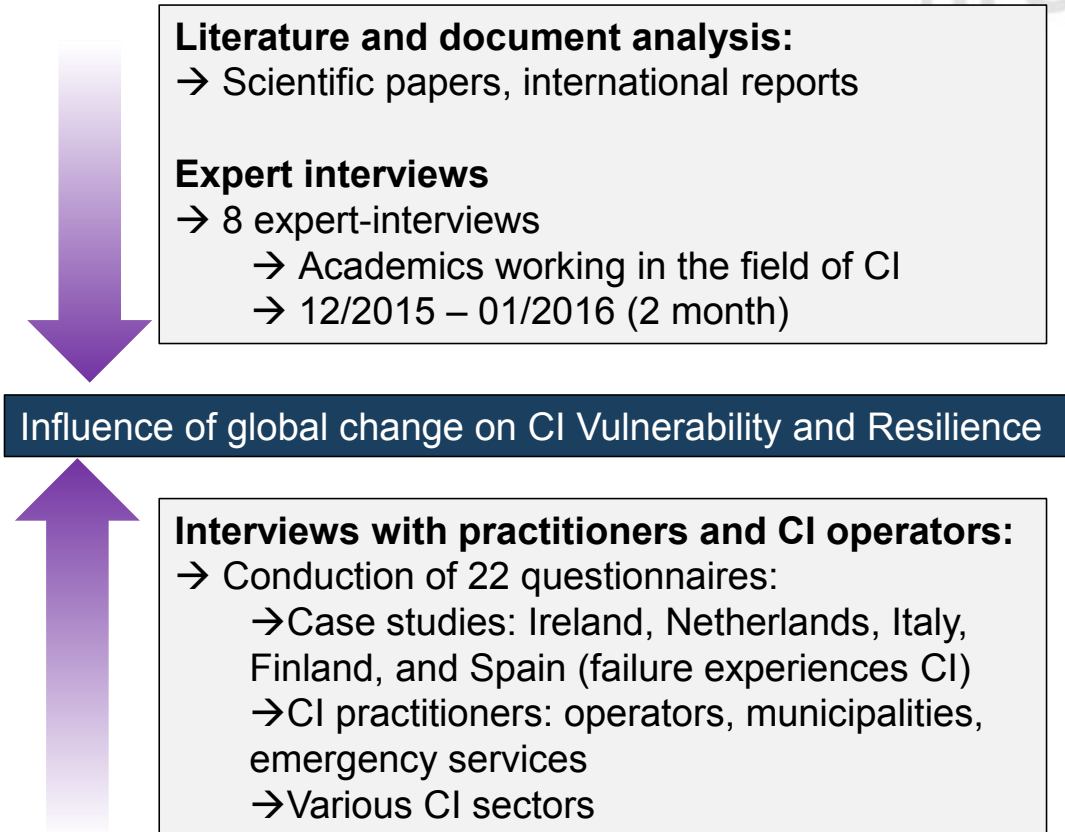 Literature and document analysis:
→ Scientific papers, international reports
Expert interviews
→ 8 expert-interviews
→ Academics working in the field of CI
→ 12/2015 – 01/2016 (2 month)
Influence of global change on CI Vulnerability and Resilience
Interviews with practitioners and CI operators:
→ Conduction of 22 questionnaires:
→Case studies: Ireland, Netherlands, Italy,
Finland, and Spain (failure experiences CI)
→CI practitioners: operators, municipalities,
emergency services
→Various CI sectors